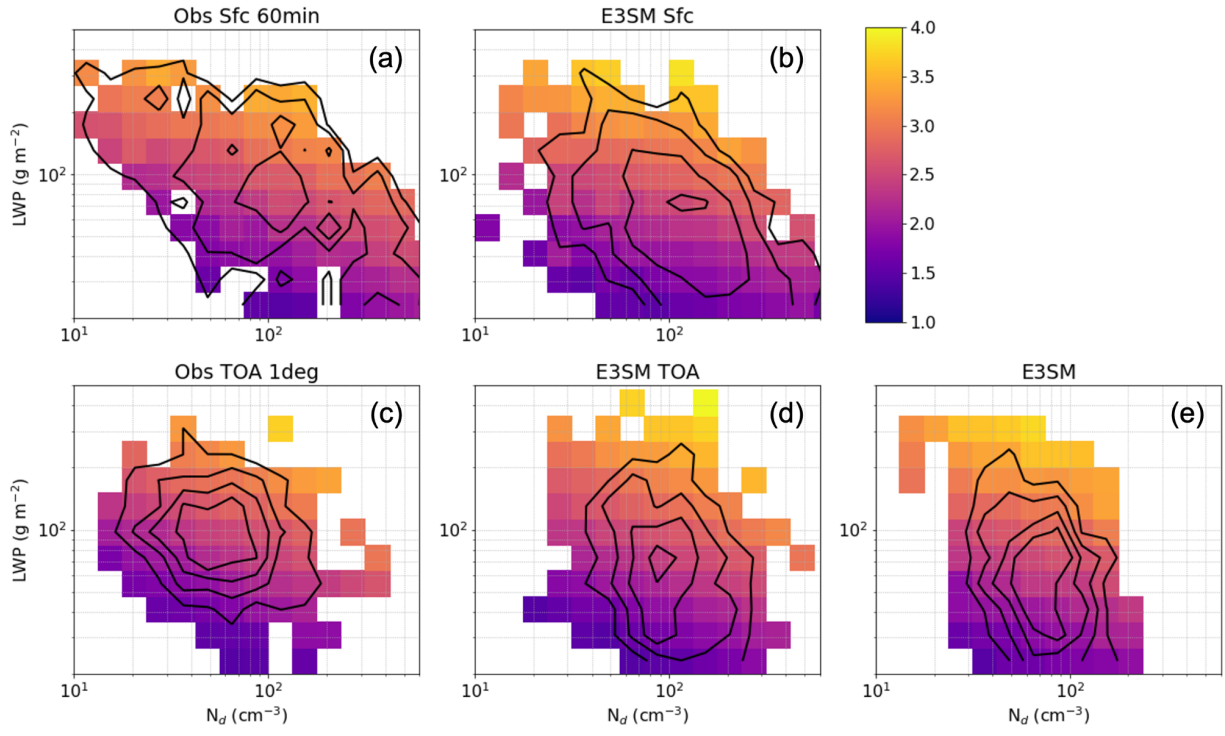 Obs Sfc 60min
E3SM Sfc
(a)
(b)
4.0
3.5
3.0
2.5
2.0
1.5
1.0
LWP (g m⁻²)
10²
10²
10¹
10²
10¹
10²
Obs TOA 1deg
E3SM TOA
E3SM
(c)
(d)
(e)
LWP (g m⁻²)
10²
10²
10²
10¹
10²
10¹
10²
10¹
10²
N_d (cm⁻³)
N_d (cm⁻³)
N_d (cm⁻³)